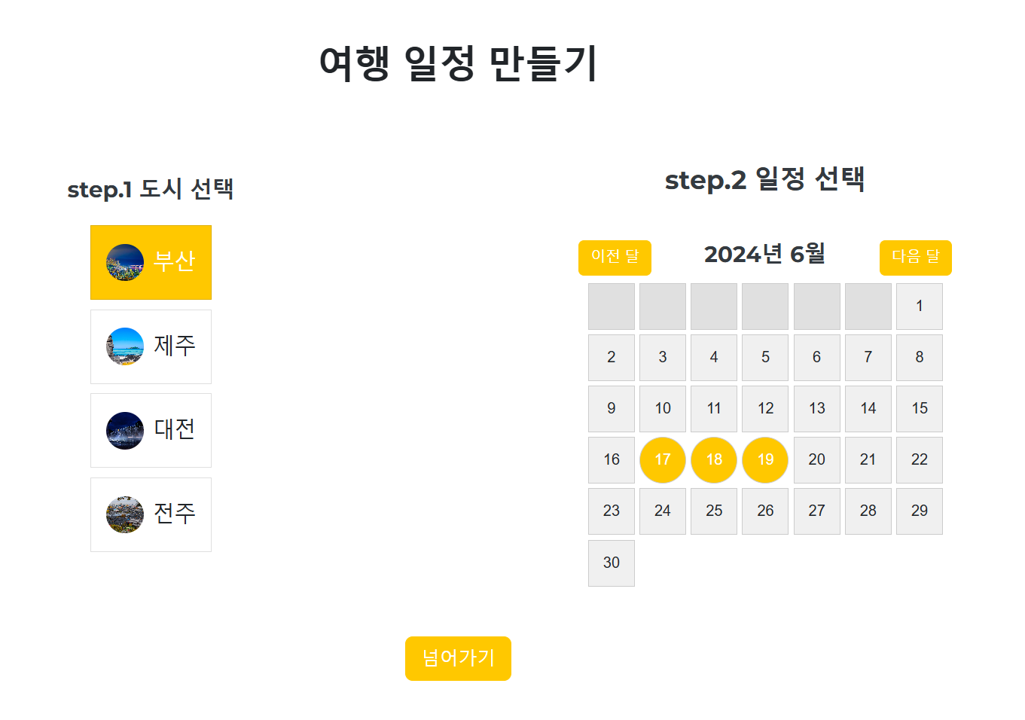 여행 일정 만들기
step.1 도시 선택
부산
제주
대전
전주
step.2 일정 선택
이전 달 2024년 6월 다음 달
1
2 3 4 5 6 7 8
9 10 11 12 13 14 15
16 17 18 19 20 21 22
23 24 25 26 27 28 29
30
넘어가기